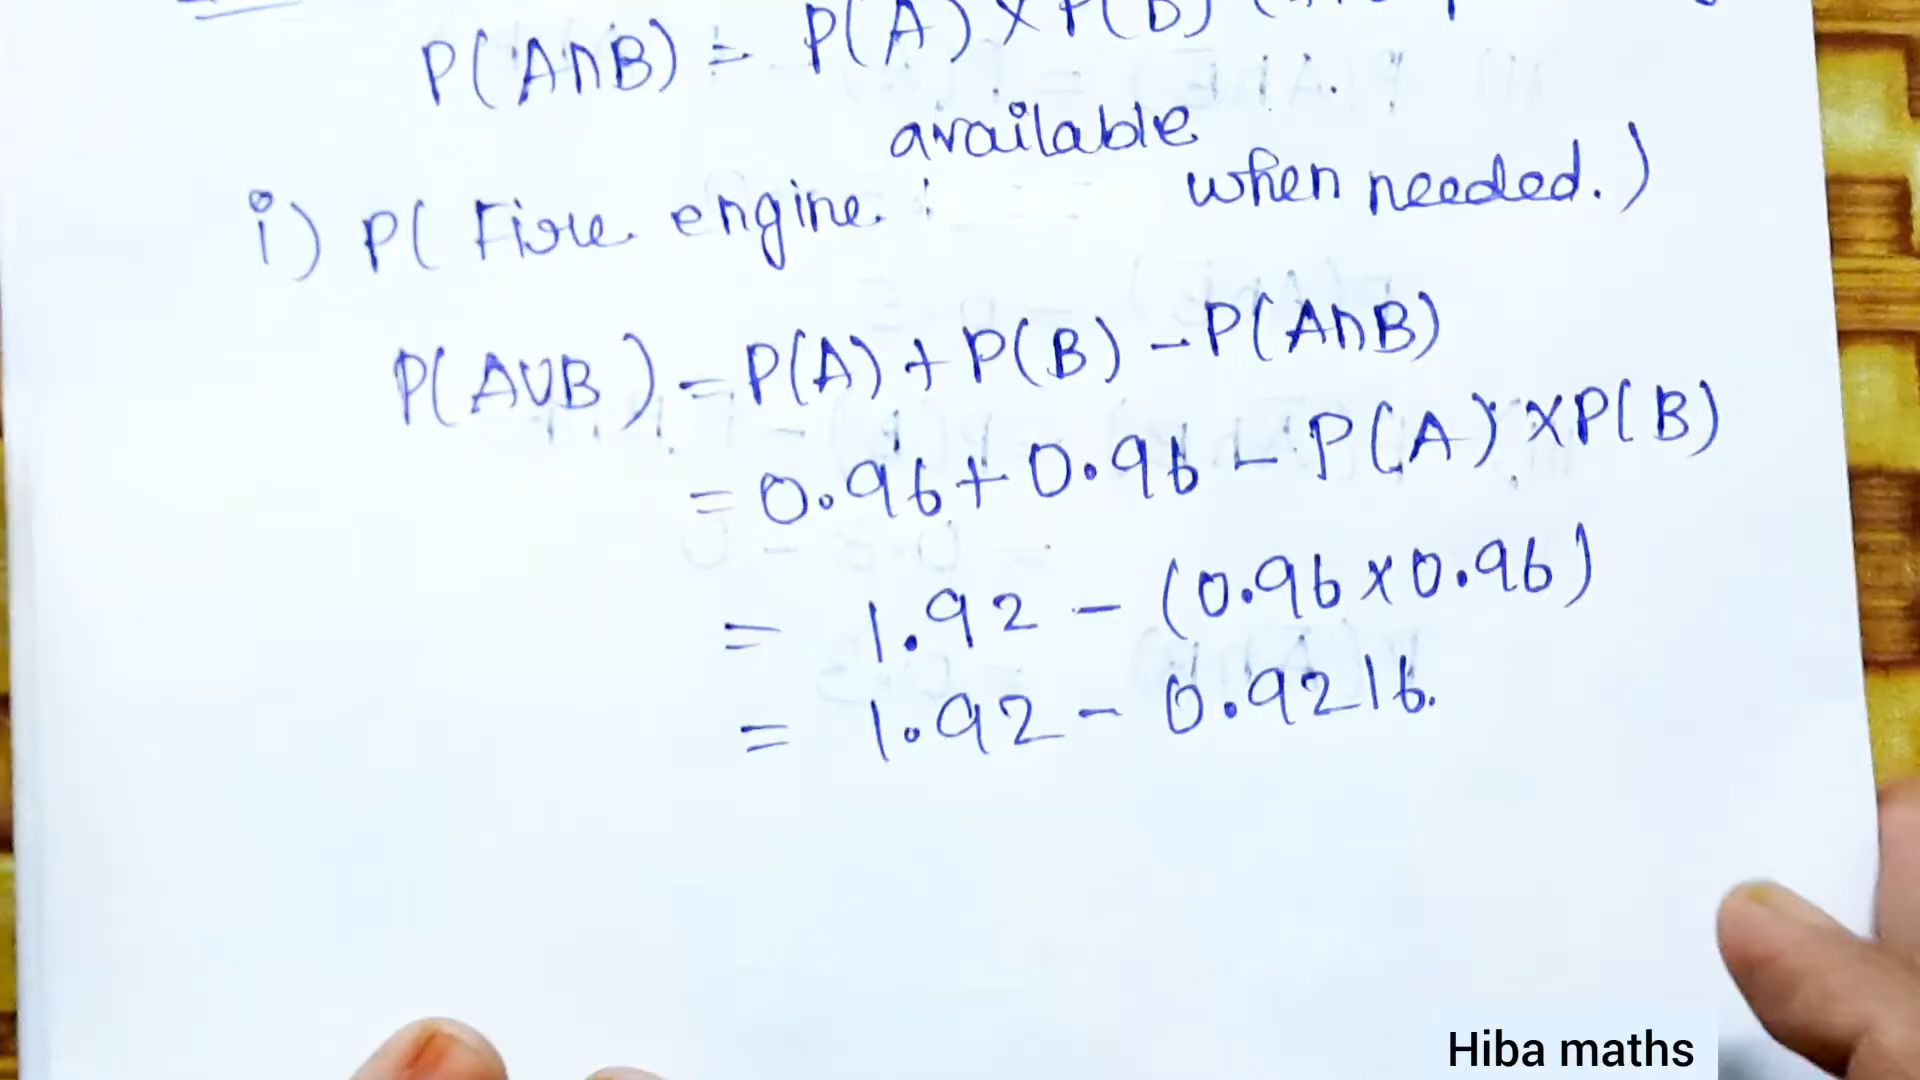 P(A∩B) = P(A) × P(B) (
i) P( Fire engine available when needed.)
P(A∪B) = P(A) + P(B) - P(A∩B)
= 0.96 + 0.96 - P(A) × P(B)
= 1.92 - (0.96 × 0.96)
= 1.92 - 0.9216.
Hiba maths